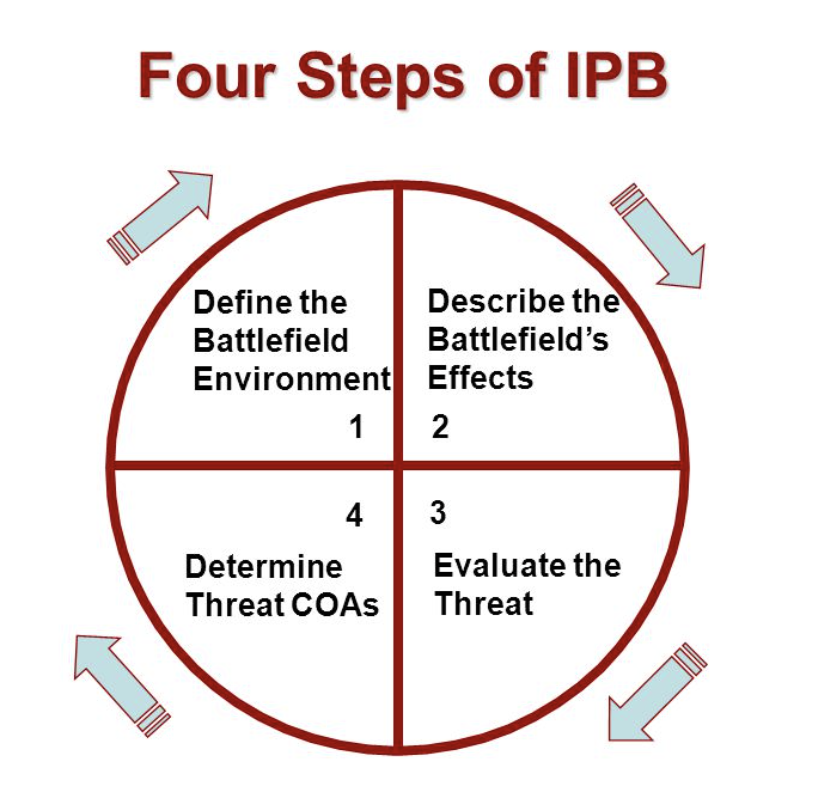 Four Steps of IPB
Define the
Battlefield
Environment
1
Describe the
Battlefield’s
Effects
2
3
Evaluate the
Threat
4
Determine
Threat COAs